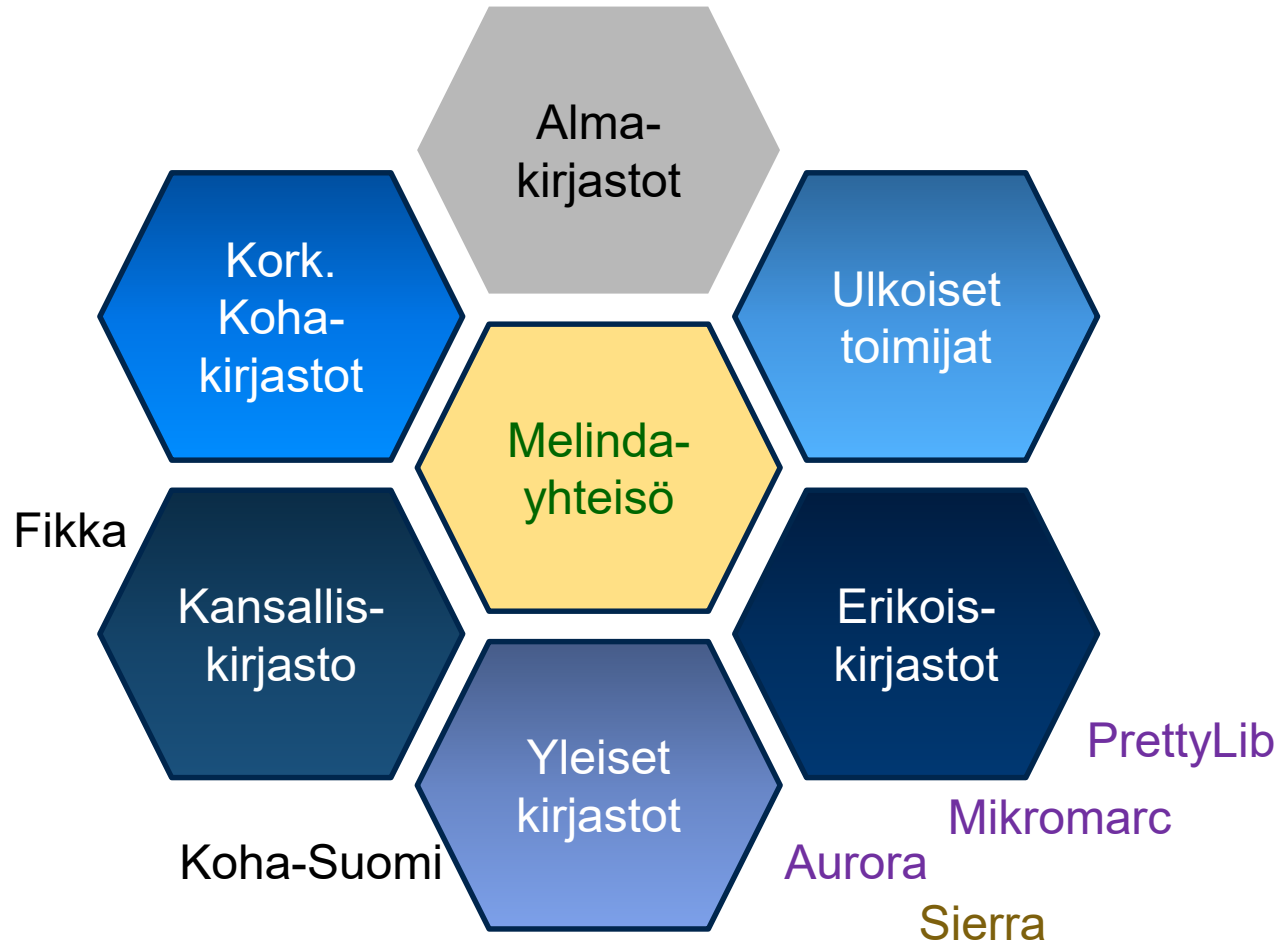 Alma-
kirjastot
Kork.
Koha-
kirjastot
Ulkoiset
toimijat
Melinda-
yhteisö
Fikka
Kansallis-
kirjasto
Erikois-
kirjastot
Yleiset
kirjastot
PrettyLib
Mikromarc
Koha-Suomi
Aurora
Sierra